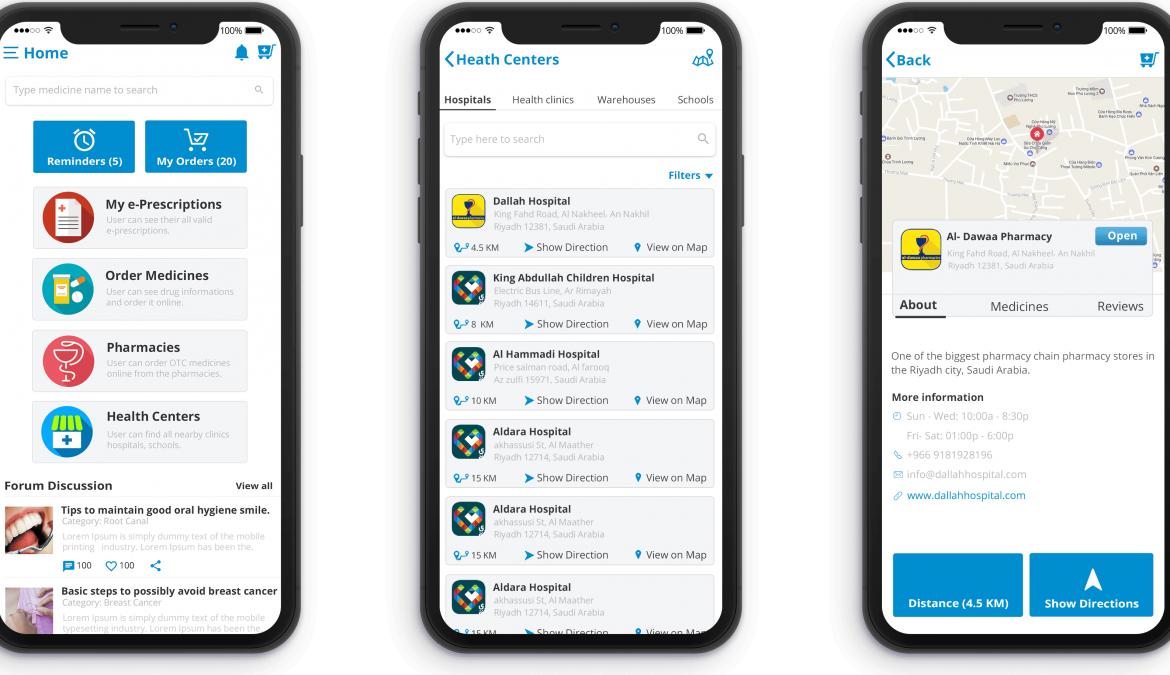 100%
Home
Type medicine name to search
Reminders (5)
My Orders (20)
My e-Prescriptions
User can see their all valid
e-prescriptions.
Order Medicines
User can see drug informations
and order it online.
Pharmacies
User can order OTC medicines
online from the pharmacies.
Health Centers
User can find all nearby clinics
hospitals, schools.
Forum Discussion
View all
Tips to maintain good oral hygiene smile.
Category: Root Canal
Lorem Ipsum is simply dummy text of the mobile
printing industry. Lorem Ipsum has been the.
100
100
Basic steps to possibly avoid breast cancer
Category: Breast Cancer
Lorem Ipsum is simply dummy text of the mobile
typesetting industry. Lorem Ipsum has been the
100%
Heath Centers
Hospitals
Health clinics
Warehouses
Schools
Type here to search
Filters
Dallah Hospital
King Fahd Road, Al Nakheel، An Nakhil
Riyadh 12381, Saudi Arabia
4.5 KM
Show Direction
View on Map
King Abdullah Children Hospital
Electric Bus Line, Ar Rimayah
Riyadh 14611, Saudi Arabia
8 KM
Show Direction
View on Map
Al Hammadi Hospital
Price salman road, Al farooq
Az zulfi 15971, Saudi Arabia
10 KM
Show Direction
View on Map
Aldara Hospital
akhassusi St, Al Maather
Riyadh 12714, Saudi Arabia
15 KM
Show Direction
View on Map
Aldara Hospital
akhassusi St, Al Maather
Riyadh 12714, Saudi Arabia
15 KM
Show Direction
View on Map
Aldara Hospital
akhassusi St, Al Maather
Riyadh 12714, Saudi Arabia
15 KM
Show Direction
View on Map
100%
Back
Al- Dawaa Pharmacy
Open
King Fahd Road, Al Nakheel، An Nakhil
Riyadh 12381, Saudi Arabia
About
Medicines
Reviews
One of the biggest pharmacy chain pharmacy stores in
the Riyadh city, Saudi Arabia.
More information
Sun - Wed: 10:00a - 8:30p
Fri- Sat: 01:00p - 6:00p
+966 9181928196
info@dallahhospital.com
www.dallahhospital.com
Distance (4.5 KM)
Show Directions